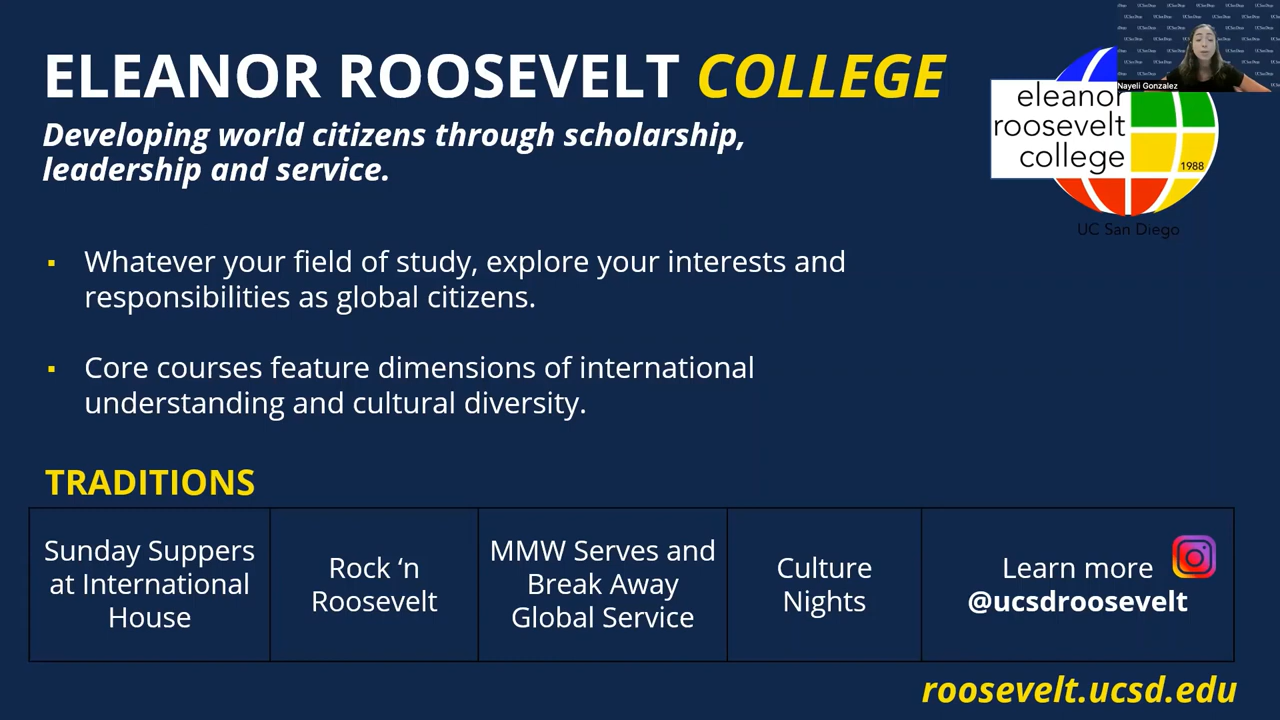 ELEANOR ROOSEVELT COLLEGE
Developing world citizens through scholarship,
leadership and service.
Nayeli Gonzalez
eleanor
roosevelt
college
1988
UC San Diego
▪ Whatever your field of study, explore your interests and
responsibilities as global citizens.
▪ Core courses feature dimensions of international
understanding and cultural diversity.
TRADITIONS
Sunday Suppers
at International
House
Rock ‘n
Roosevelt
MMW Serves and
Break Away
Global Service
Culture
Nights
Learn more
@ucsdroosevelt
roosevelt.ucsd.edu